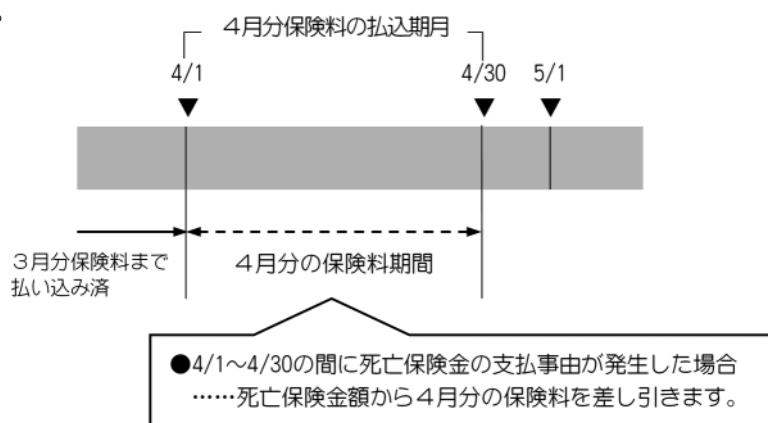 4月分保険料の払込期月
4/1
4/30
5/1
3月分保険料まで
払い込み済
4月分の保険料期間
●4/1～4/30の間に死亡保険金の支払事由が発生した場合
……死亡保険金額から4月分の保険料を差し引きます。